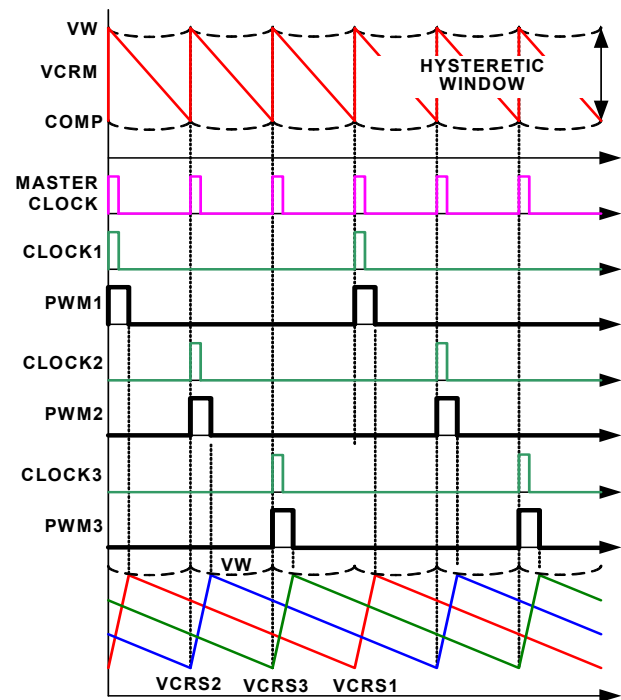 VW
VCRM
HYSTERETIC
WINDOW
COMP
MASTER
CLOCK
CLOCK1
PWM1
CLOCK2
PWM2
CLOCK3
PWM3
VW
VCRS2 VCRS3 VCRS1